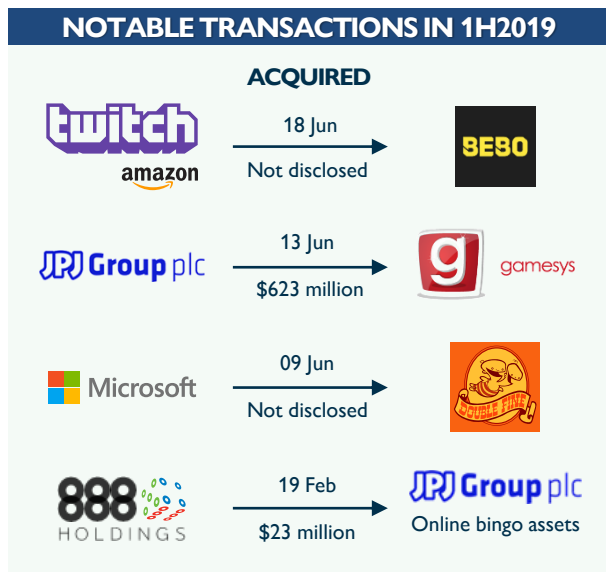 NOTABLE TRANSACTIONS IN 1H2019
ACQUIRED
twitch
amazon
18 Jun
Not disclosed
BEBO
JPJ Group plc
13 Jun
$623 million
g
gamesys
Microsoft
09 Jun
Not disclosed
DOUBLE FINE
888
888
HOLDINGS
19 Feb
$23 million
JPJ Group plc
Online bingo assets